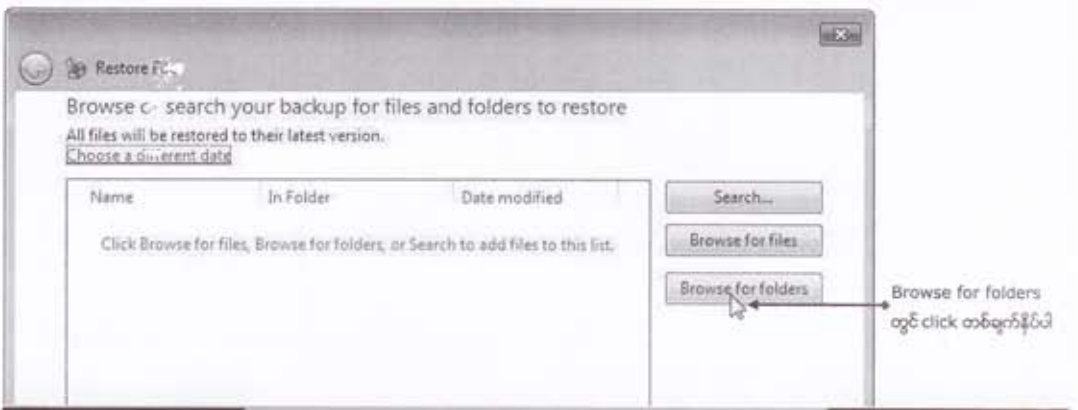 Restore
Browse search your backup for files and folders to restore
All files will be restored to their latest version.
Choose a different date
Name In Folder Date modified
Search...
Click Browse for files, Browse for folders, or Search to add files to this list.
Browse for files
Browse for folders
Browse for folders
တွင် click တစ်ချက်နှိပ်ပါ